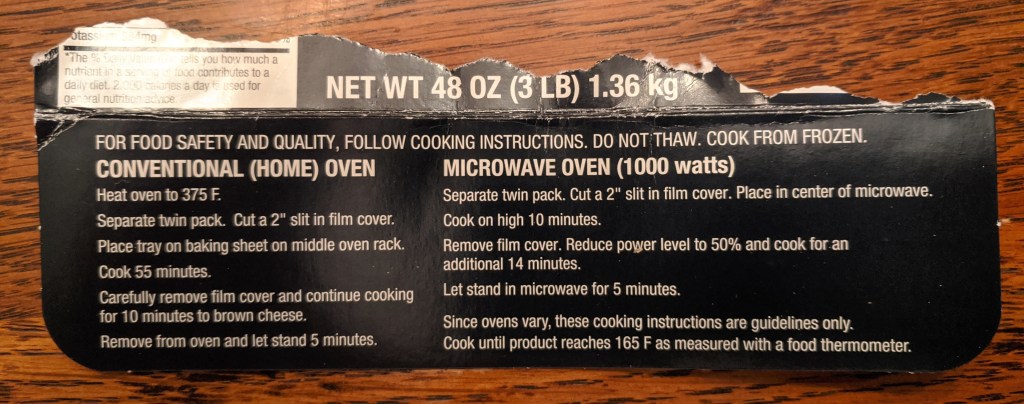 *The % you how much a
nutrient in a serving food contributes to a
daily diet. 2,000 calories a day is used for
general nutrition advice.
NET WT 48 OZ (3 LB) 1.36 kg
FOR FOOD SAFETY AND QUALITY, FOLLOW COOKING INSTRUCTIONS. DO NOT THAW. COOK FROM FROZEN.
CONVENTIONAL (HOME) OVEN
Heat oven to 375 F.
Separate twin pack. Cut a 2" slit in film cover.
Place tray on baking sheet on middle oven rack.
Cook 55 minutes.
Carefully remove film cover and continue cooking
for 10 minutes to brown cheese.
Remove from oven and let stand 5 minutes.
MICROWAVE OVEN (1000 watts)
Separate twin pack. Cut a 2" slit in film cover. Place in center of microwave.
Cook on high 10 minutes.
Remove film cover. Reduce power level to 50% and cook for an
additional 14 minutes.
Let stand in microwave for 5 minutes.
Since ovens vary, these cooking instructions are guidelines only.
Cook until product reaches 165 F as measured with a food thermometer.